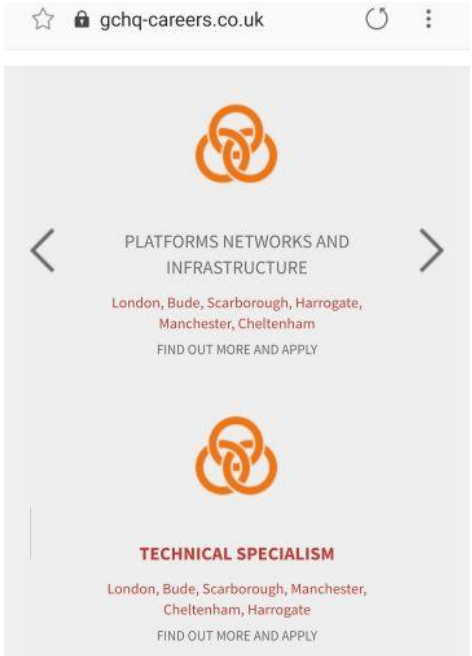 gchq-careers.co.uk
PLATFORMS NETWORKS AND
INFRASTRUCTURE
London, Bude, Scarborough, Harrogate,
Manchester, Cheltenham
FIND OUT MORE AND APPLY
TECHNICAL SPECIALISM
London, Bude, Scarborough, Manchester,
Cheltenham, Harrogate
FIND OUT MORE AND APPLY